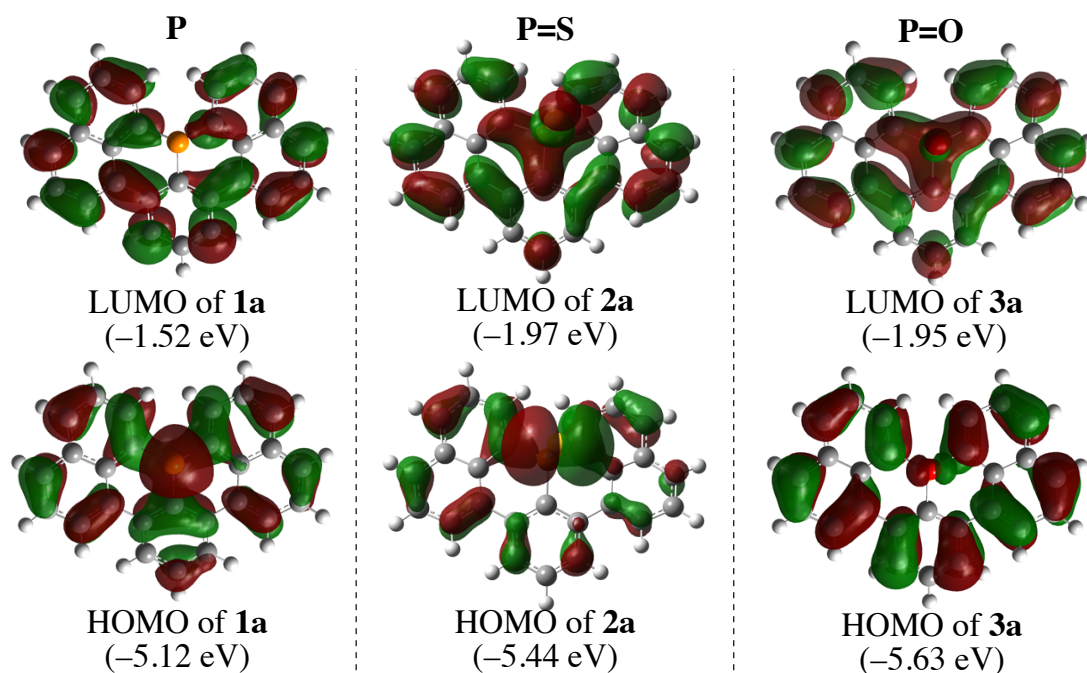 P
P=S
P=O
LUMO of 1a
(–1.52 eV)
LUMO of 2a
(–1.97 eV)
LUMO of 3a
(–1.95 eV)
HOMO of 1a
(–5.12 eV)
HOMO of 2a
(–5.44 eV)
HOMO of 3a
(–5.63 eV)